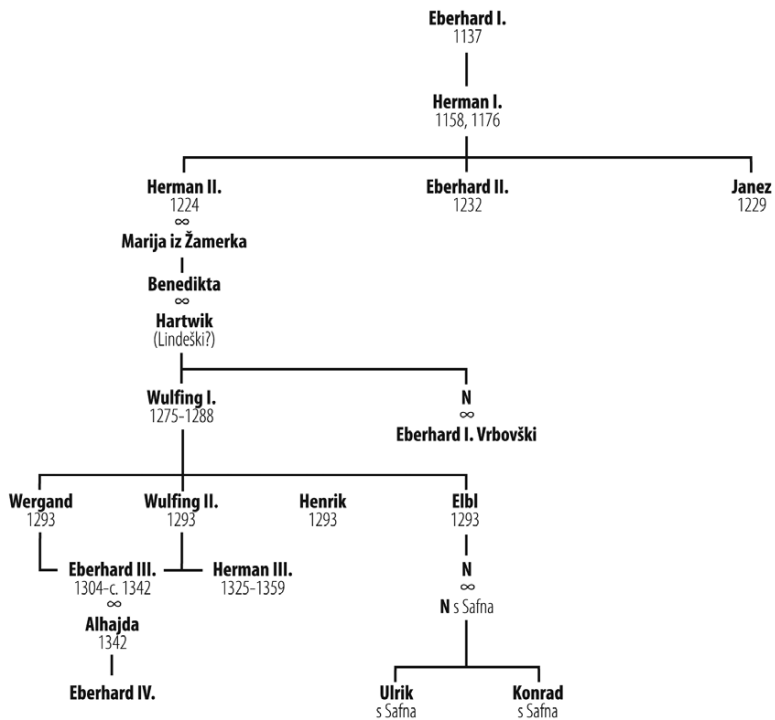 Eberhard I.
1137
Herman I.
1158, 1176
Herman II.
1224
∞
Marija iz Žamerka
Eberhard II.
1232
Janez
1229
Benedikta
∞
Hartwik
(Lindeški?)
Wulfing I.
1275-1288
N
∞
Eberhard I. Vrbovški
Wergand
1293
Wulfing II.
1293
Henrik
1293
Elbl
1293
Eberhard III.
1304-c. 1342
∞
Alhajda
1342
Herman III.
1325-1359
N
∞
N s Safna
Eberhard IV.
Ulrik
s Safna
Konrad
s Safna